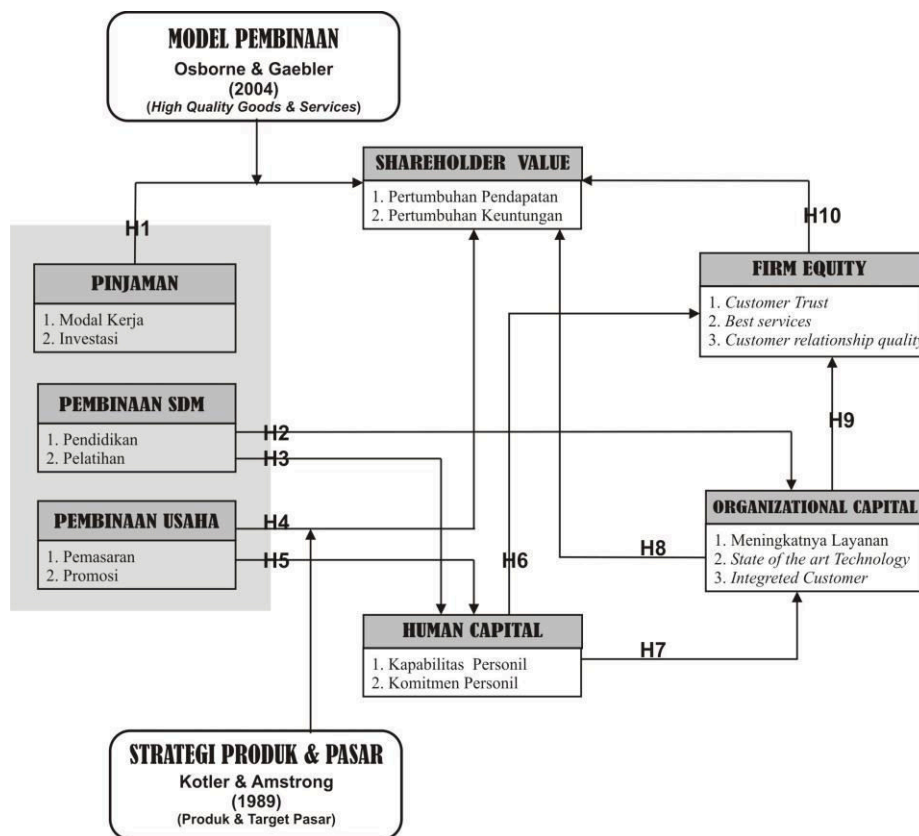 MODEL PEMBINAAN
Osborne & Gaebler
(2004)
(High Quality Goods & Services)
SHAREHOLDER VALUE
1. Pertumbuhan Pendapatan
2. Pertumbuhan Keuntungan
H1
H10
PINJAMAN
1. Modal Kerja
2. Investasi
FIRM EQUITY
1. Customer Trust
2. Best services
3. Customer relationship quality
PEMBINAAN SDM
1. Pendidikan
2. Pelatihan
H2
H3
H9
PEMBINAAN USAHA
1. Pemasaran
2. Promosi
H4
H5
H6
H8
ORGANIZATIONAL CAPITAL
1. Meningkatnya Layanan
2. State of the art Technology
3. Integreted Customer
HUMAN CAPITAL
1. Kapabilitas Personil
2. Komitmen Personil
H7
STRATEGI PRODUK & PASAR
Kotler & Amstrong
(1989)
(Produk & Target Pasar)